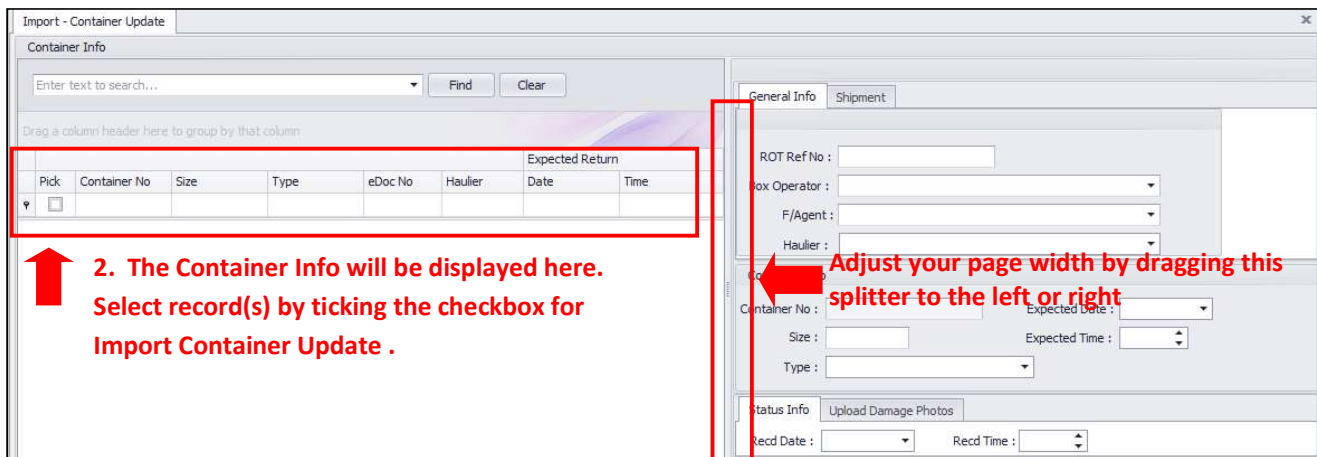 Import - Container Update
Container Info
Enter text to search...
Find
Clear
Drag a column header here to group by that column
Expected Return
Pick Container No Size Type eDoc No Haulier Date Time
2. The Container Info will be displayed here.
Select record(s) by ticking the checkbox for
Import Container Update .
General Info Shipment
ROT Ref No :
Box Operator :
F/Agent :
Haulier :
Adjust your page width by dragging this
splitter to the left or right
Container No : Expected Date :
Size : Expected Time :
Type :
Status Info Upload Damage Photos
Recd Date : Recd Time :